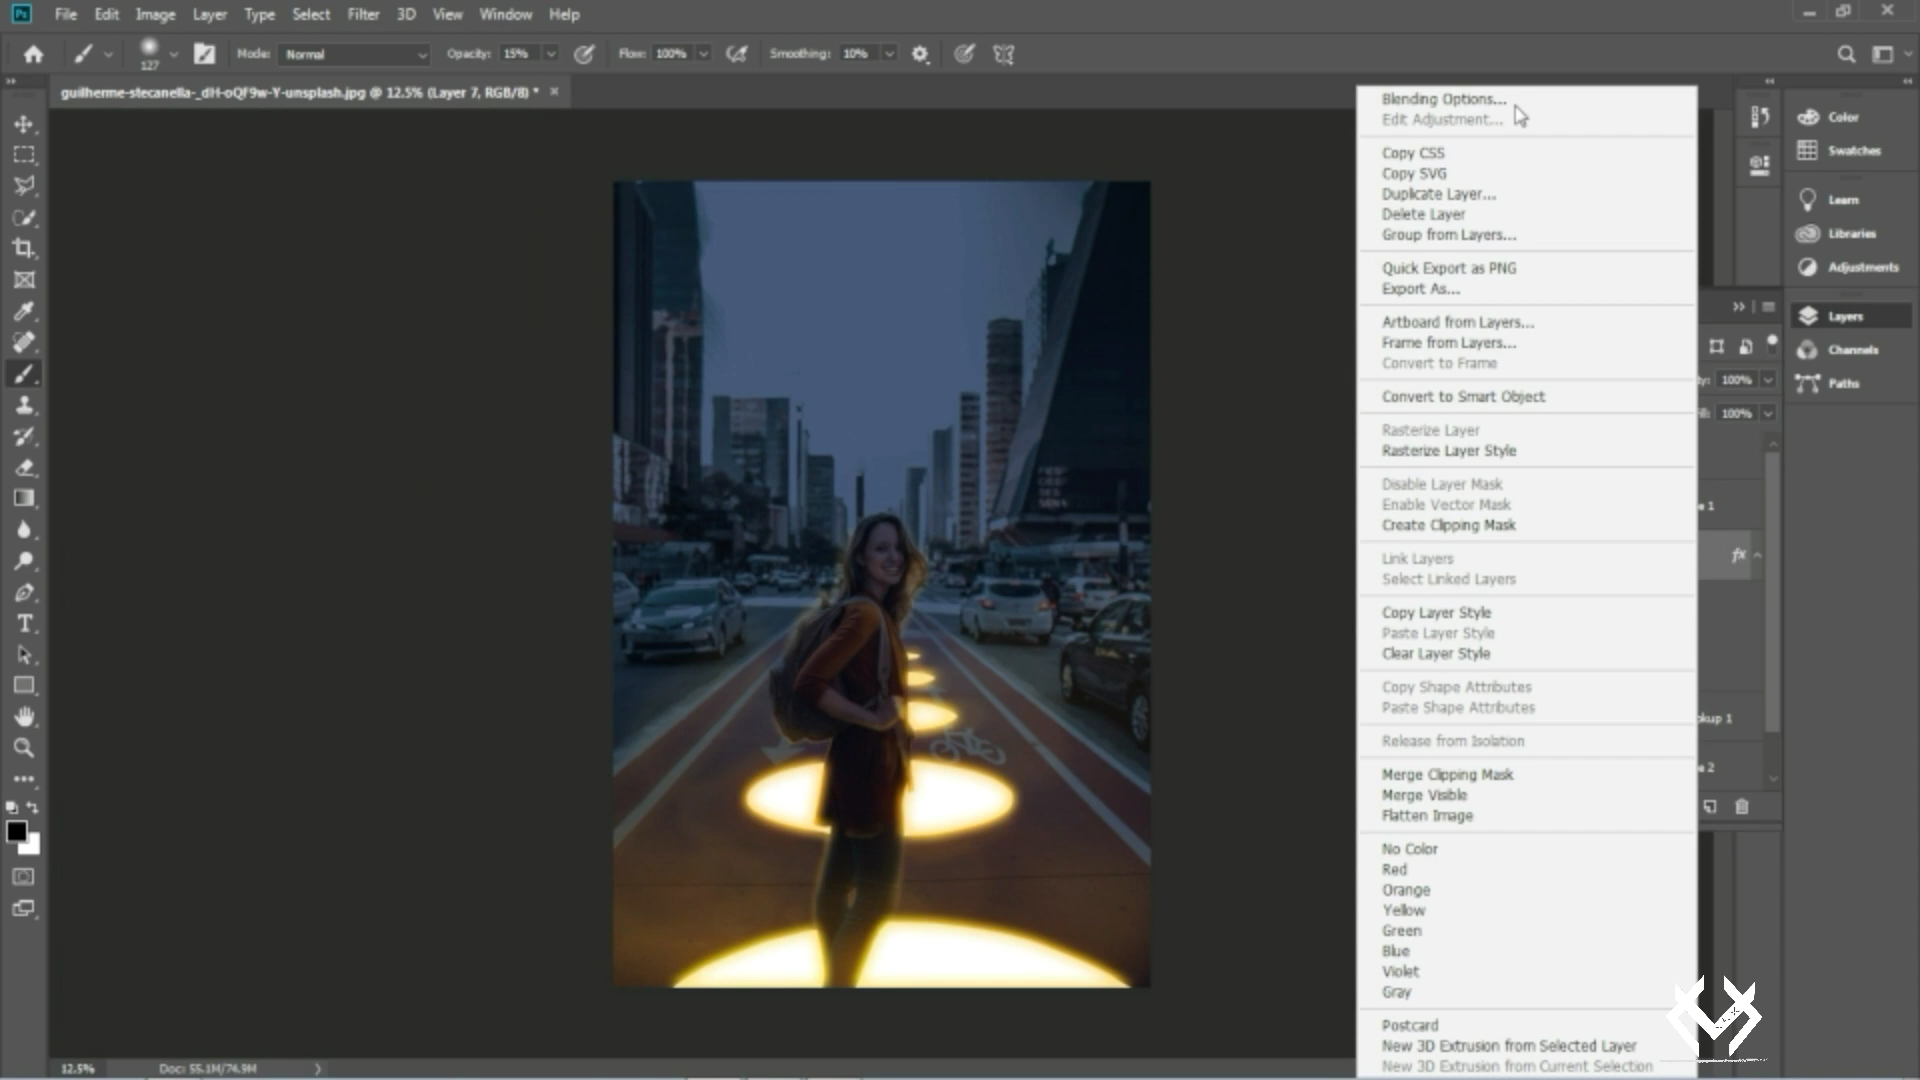 Ps File Edit Image Layer Type Select Filter 3D View Window Help
127 Mode: Normal Opacity: 15% Flow: 100% Smoothing: 10%
guilherme-stecanella-_dH-oQF9w-Y-unsplash.jpg @ 12.5% (Layer 7, RGB/8) *
Blending Options...
Edit Adjustment...
Copy CSS
Copy SVG
Duplicate Layer...
Delete Layer
Group from Layers...
Quick Export as PNG
Export As...
Artboard from Layers...
Frame from Layers...
Convert to Frame
Convert to Smart Object
Rasterize Layer
Rasterize Layer Style
Disable Layer Mask
Enable Vector Mask
Create Clipping Mask
Link Layers
Select Linked Layers
Copy Layer Style
Paste Layer Style
Clear Layer Style
Copy Shape Attributes
Paste Shape Attributes
Release from Isolation
Merge Clipping Mask
Merge Visible
Flatten Image
No Color
Red
Orange
Yellow
Green
Blue
Violet
Gray
Postcard
New 3D Extrusion from Selected Layer
New 3D Extrusion from Current Selection
100%
100%
e 1
fx
okup 1
e 2
Color
Swatches
Learn
Libraries
Adjustments
Layers
Channels
Paths
12.5% Doc: 55.1M/74.9M